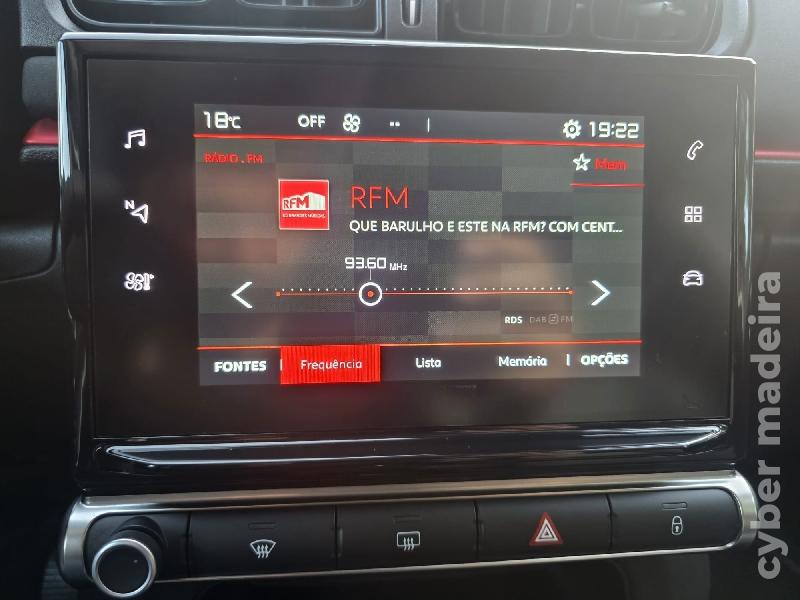 18°C OFF -- | 19:22
RÁDIO . FM
Mem
RFM
RFM
QUE BARULHO E ESTE NA RFM? COM CENT...
93.60 MHz
RDS DAB FM
FONTES Frequência Lista Memória OPÇÕES
N
cyber madeira